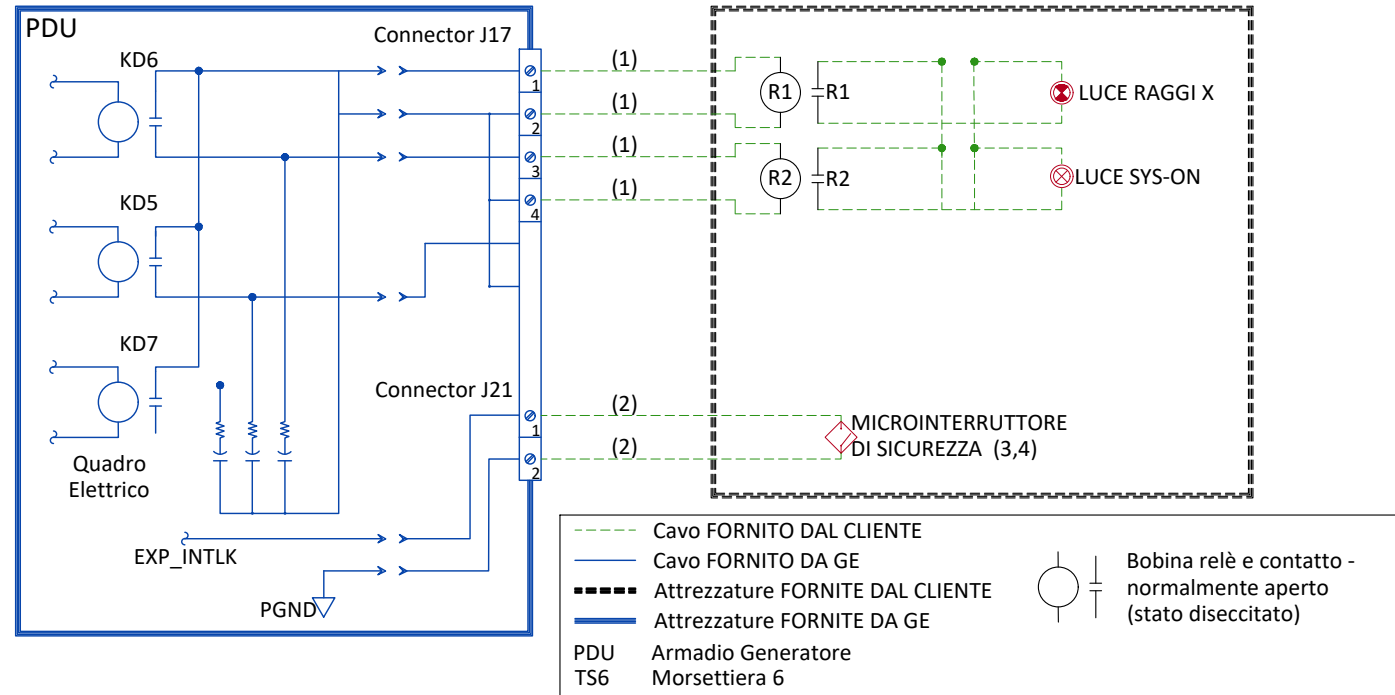 PDU
Connector J17
KD6
1
2
3
4
(1)
(1)
(1)
(1)
R1
R1
LUCE RAGGI X
R2
R2
LUCE SYS-ON
KD5
KD7
Connector J21
1
2
(2)
(2)
MICROINTERRUTTORE
DI SICUREZZA (3,4)
Quadro
Elettrico
EXP_INTLK
PGND
Cavo FORNITO DAL CLIENTE
Cavo FORNITO DA GE
Attrezzature FORNITE DAL CLIENTE
Attrezzature FORNITE DA GE
PDU Armadio Generatore
TS6 Morsettiera 6
Bobina relè e contatto -
normalmente aperto
(stato diseccitato)